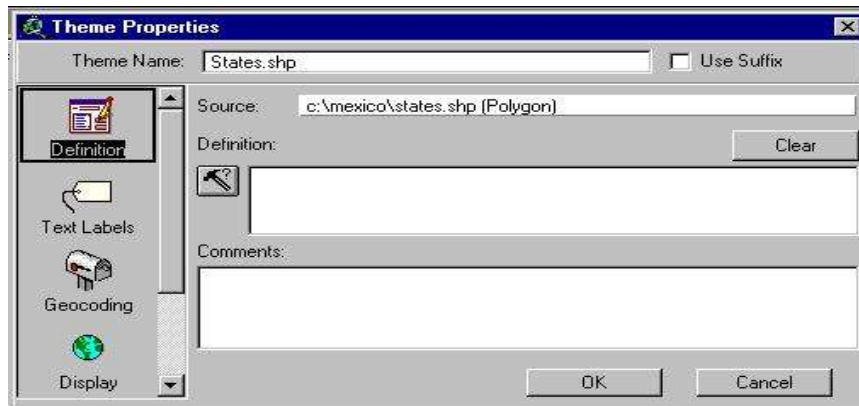 Theme Properties
Theme Name: States.shp Use Suffix
Source: c:\mexico\states.shp (Polygon)
Definition: Clear
Definition
Text Labels
Comments:
Geocoding
Display
OK Cancel